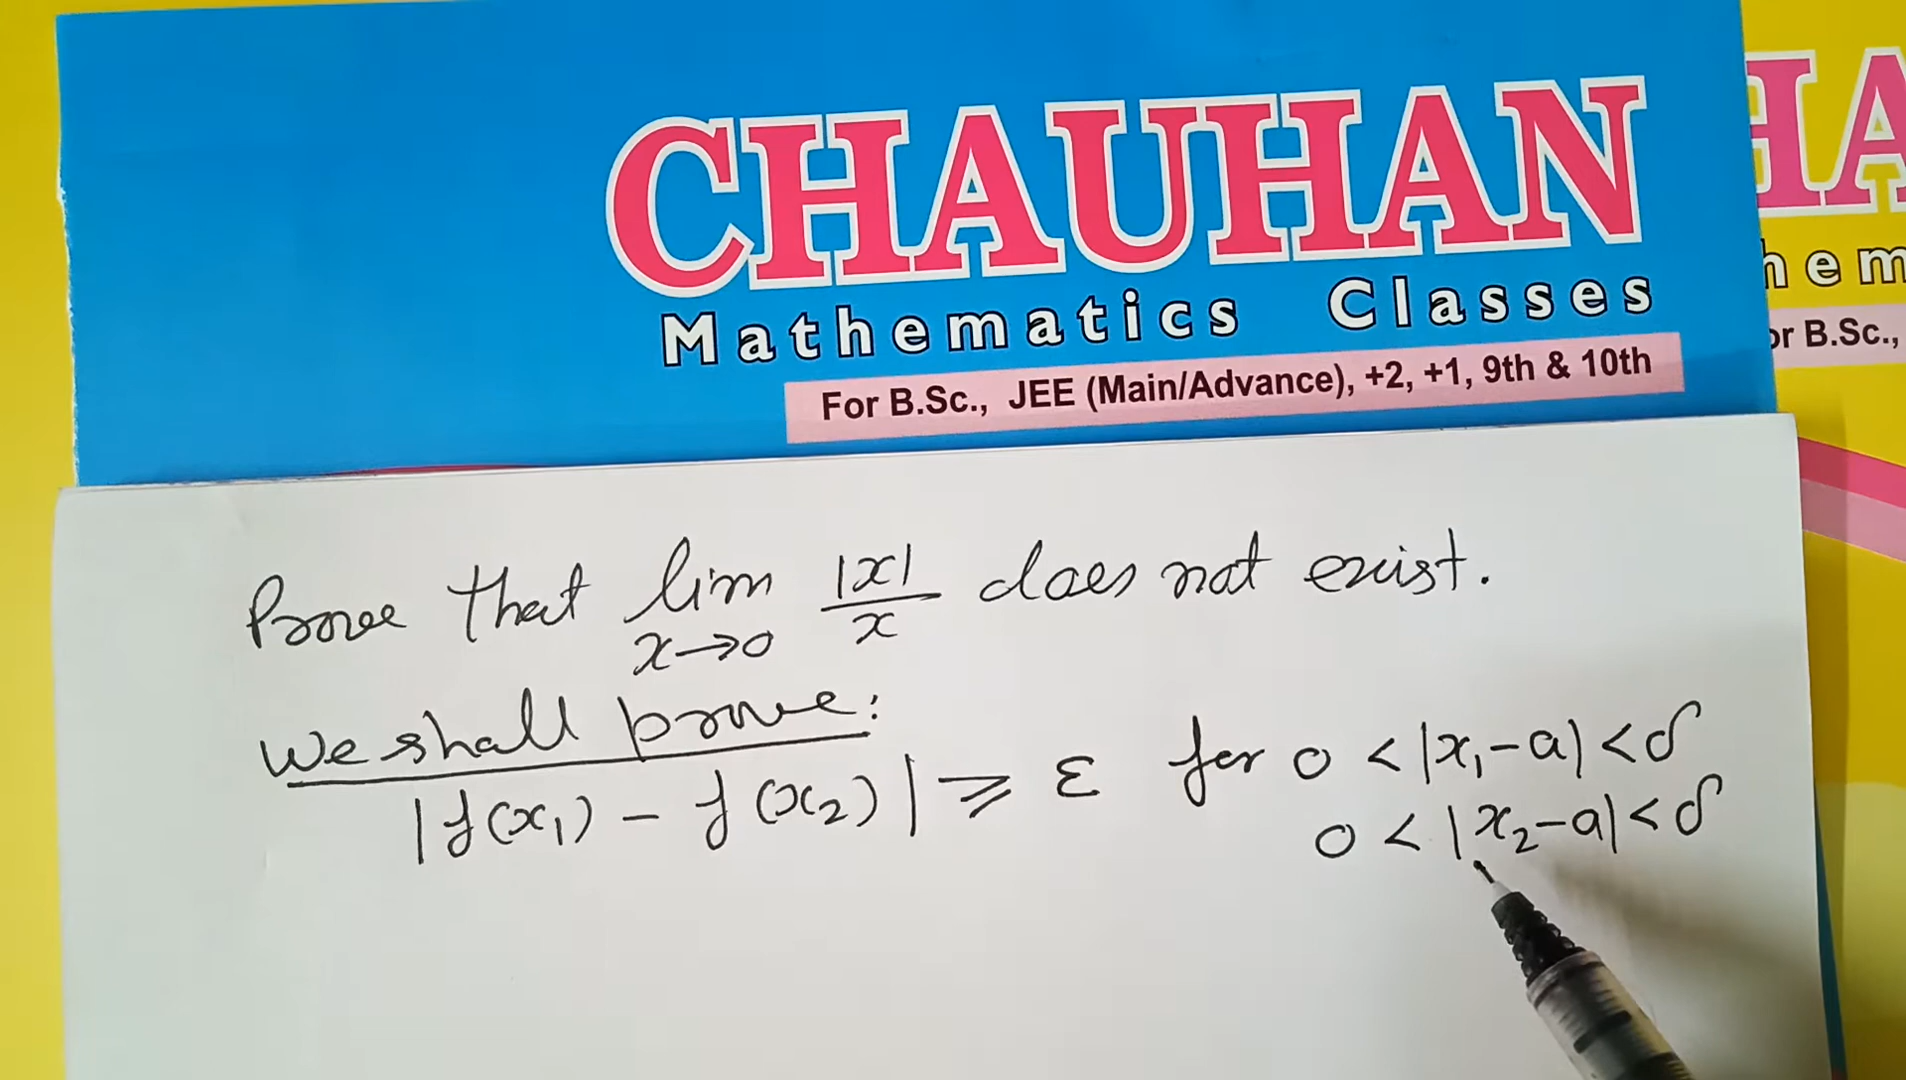 CHAUHAN
Mathematics Classes
For B.Sc., JEE (Main/Advance), +2, +1, 9th & 10th
HA
hem
or B.Sc.,
Prove that lim x→0 |x|/x does not exist.
We shall prove:
|f(x₁) - f(x₂)| ≥ ε for 0 < |x₁-a| < δ
0 < |x₂-a| < δ